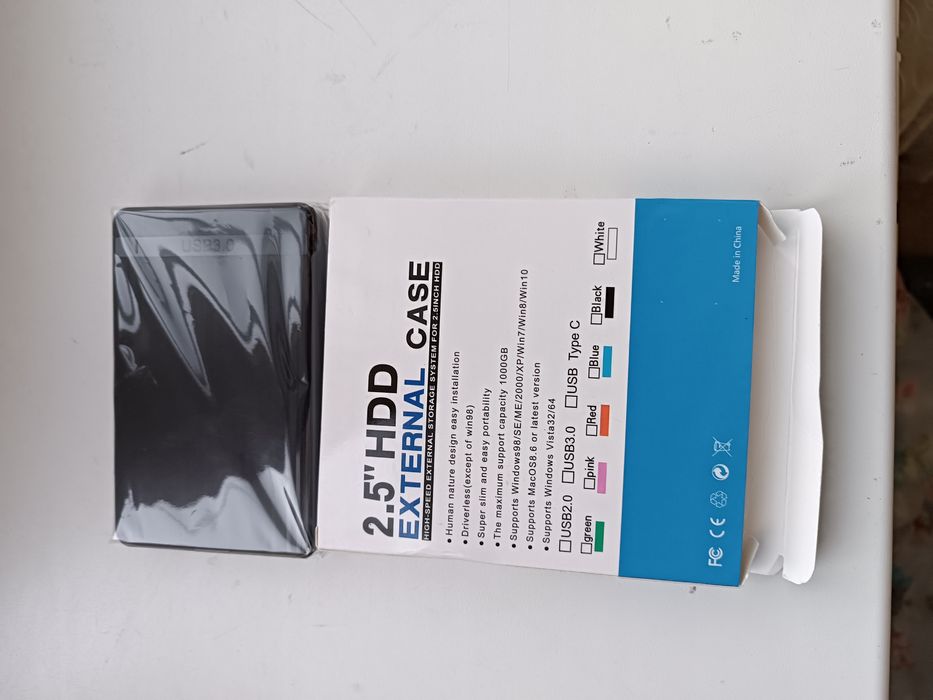 USB3.0
2.5" HDD
EXTERNAL CASE
HIGH-SPEED EXTERNAL STORAGE SYSTEM FOR 2.5INCH HDD
• Human nature design easy installation
• Driverless(except of win98)
• Super slim and easy portability
• The maximum support capacity 1000GB
• Supports Windows98/SE/ME/2000/XP/Win7/Win8/Win10
• Supports MacOS8.6 or latest version
• Supports Windows Vista32/64
USB2.0 USB3.0 USB Type C
green pink Red Blue Black White
FC CE
Made in China